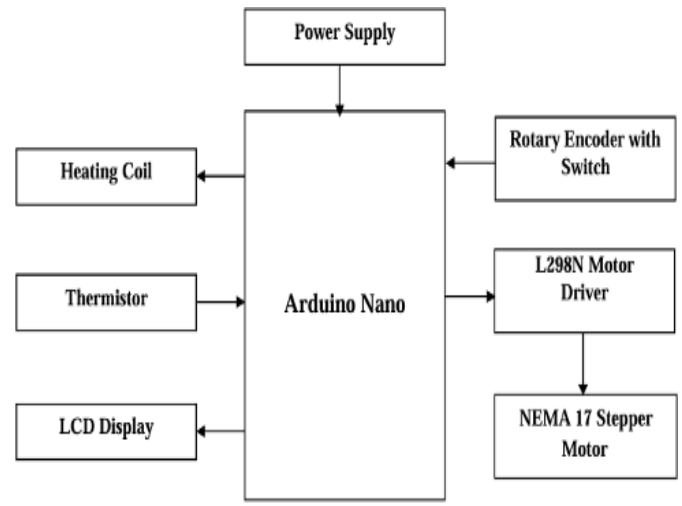 Power Supply
Rotary Encoder with
Switch
Heating Coil
L298N Motor
Driver
Thermistor
Arduino Nano
LCD Display
NEMA 17 Stepper
Motor